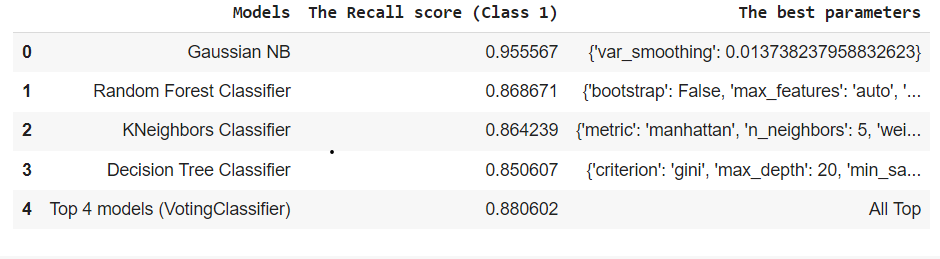 Models The Recall score (Class 1) The best parameters
0 Gaussian NB 0.955567 {'var_smoothing': 0.013738237958832623}
1 Random Forest Classifier 0.868671 {'bootstrap': False, 'max_features': 'auto', '...
2 KNeighbors Classifier 0.864239 {'metric': 'manhattan', 'n_neighbors': 5, 'wei...
3 Decision Tree Classifier 0.850607 {'criterion': 'gini', 'max_depth': 20, 'min_sa...
4 Top 4 models (VotingClassifier) 0.880602 All Top